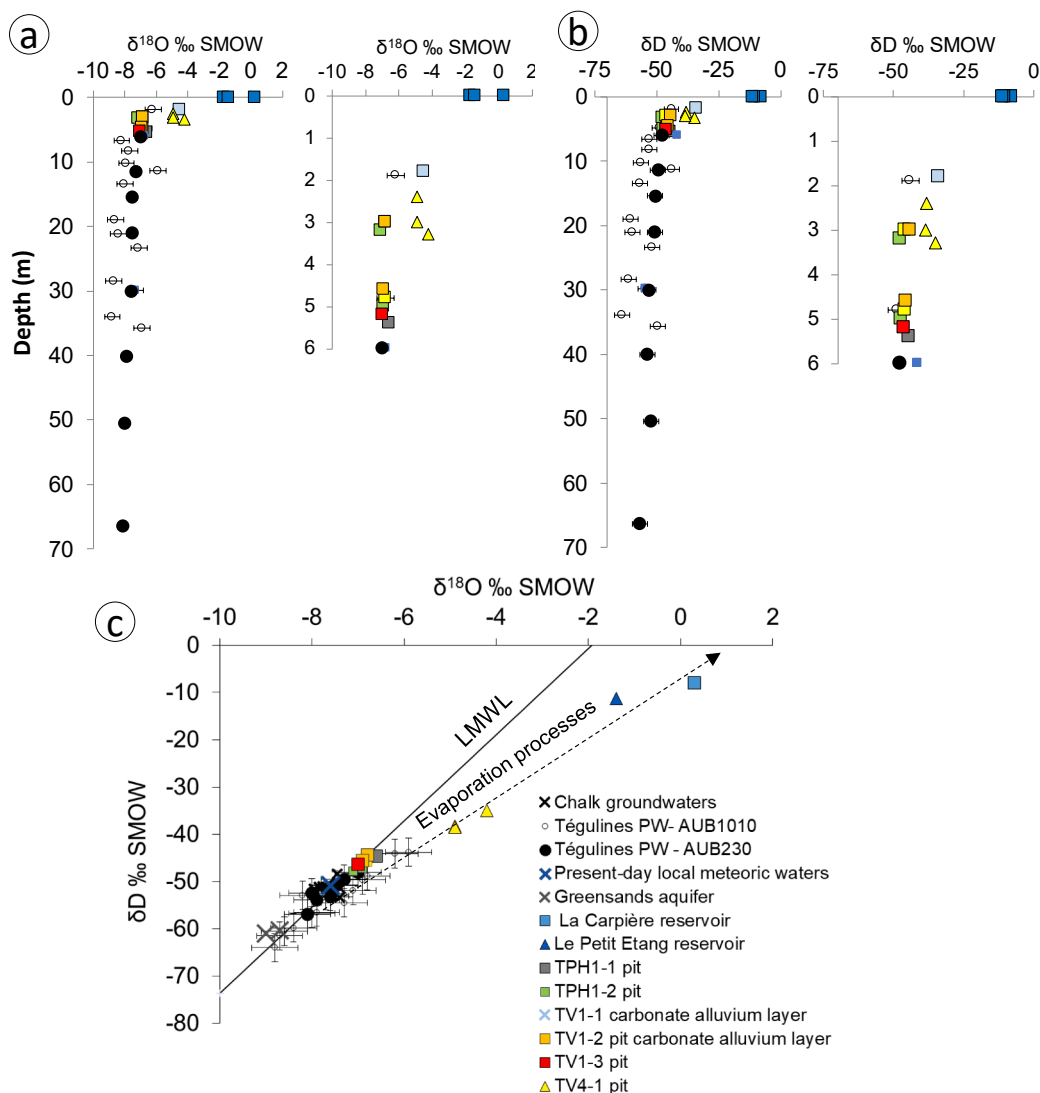 a
δ¹⁸O ‰ SMOW
-10 -8 -6 -4 -2 0 2
0
10
20
30
40
50
60
70
Depth (m)
δ¹⁸O ‰ SMOW
-10 -8 -6 -4 -2 0 2
0
1
2
3
4
5
6
b
δD ‰ SMOW
-75 -50 -25 0
0
10
20
30
40
50
60
70
δD ‰ SMOW
-75 -50 -25 0
0
1
2
3
4
5
6
c
δ¹⁸O ‰ SMOW
-10 -8 -6 -4 -2 0 2
0
-10
-20
-30
-40
-50
-60
-70
-80
δD ‰ SMOW
LMWL
Evaporation processes
Chalk groundwaters
Tégulines PW- AUB1010
Tégulines PW - AUB230
Present-day local meteoric waters
Greensands aquifer
La Carpière reservoir
Le Petit Etang reservoir
TPH1-1 pit
TPH1-2 pit
TV1-1 carbonate alluvium layer
TV1-2 pit carbonate alluvium layer
TV1-3 pit
TV4-1 pit